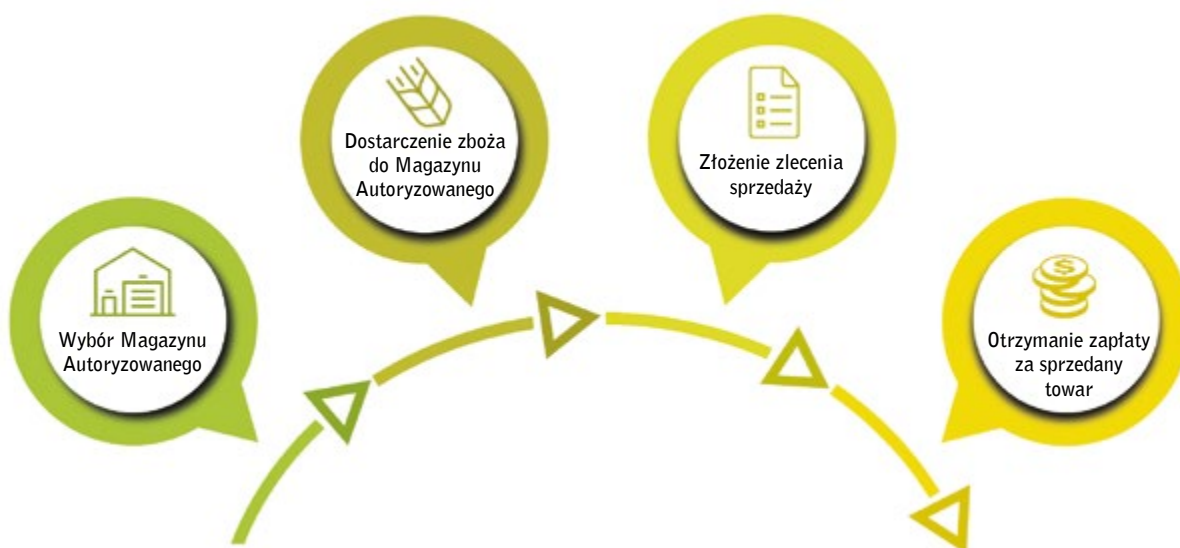 Wybór Magazynu
Autoryzowanego
Dostarczenie zboża
do Magazynu
Autoryzowanego
Złożenie zlecenia
sprzedaży
Otrzymanie zapłaty
za sprzedany
towar